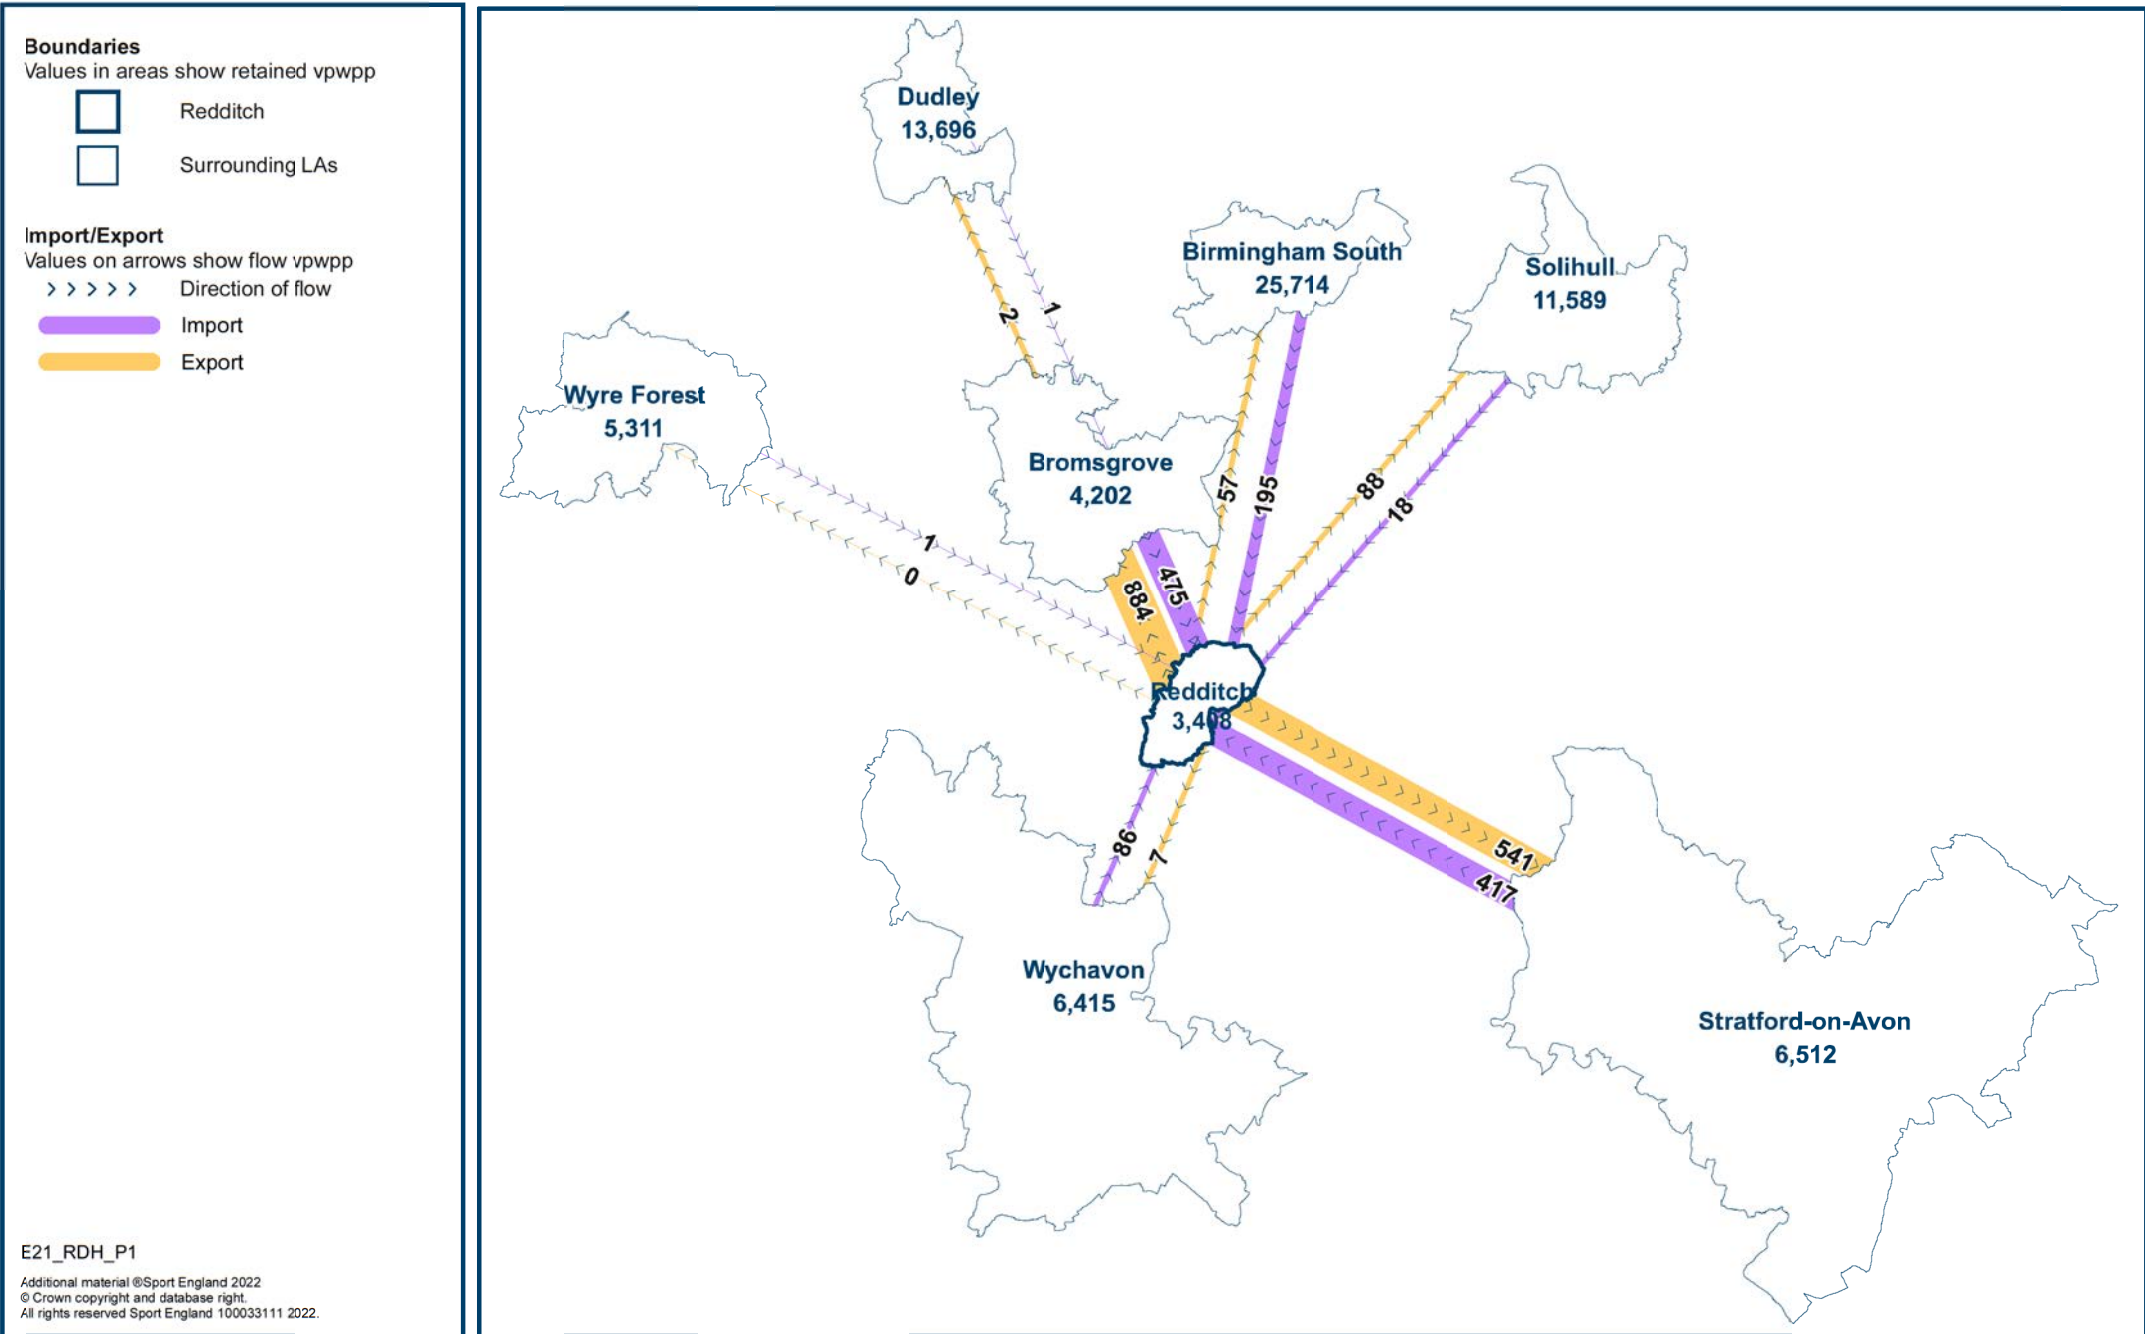 Boundaries
Values in areas show retained vpwpp
Redditch
Surrounding LAs
Import/Export
Values on arrows show flow vpwpp
Direction of flow
Import
Export
E21_RDH_P1
Additional material ®Sport England 2022
© Crown copyright and database right.
All rights reserved Sport England 100033111 2022.
Dudley
13,696
Birmingham South
25,714
Solihull
11,589
2
1
Wyre Forest
5,311
Bromsgrove
4,202
57
195
88
18
1
0
884
475
Redditch
3,408
86
7
541
417
Wychavon
6,415
Stratford-on-Avon
6,512